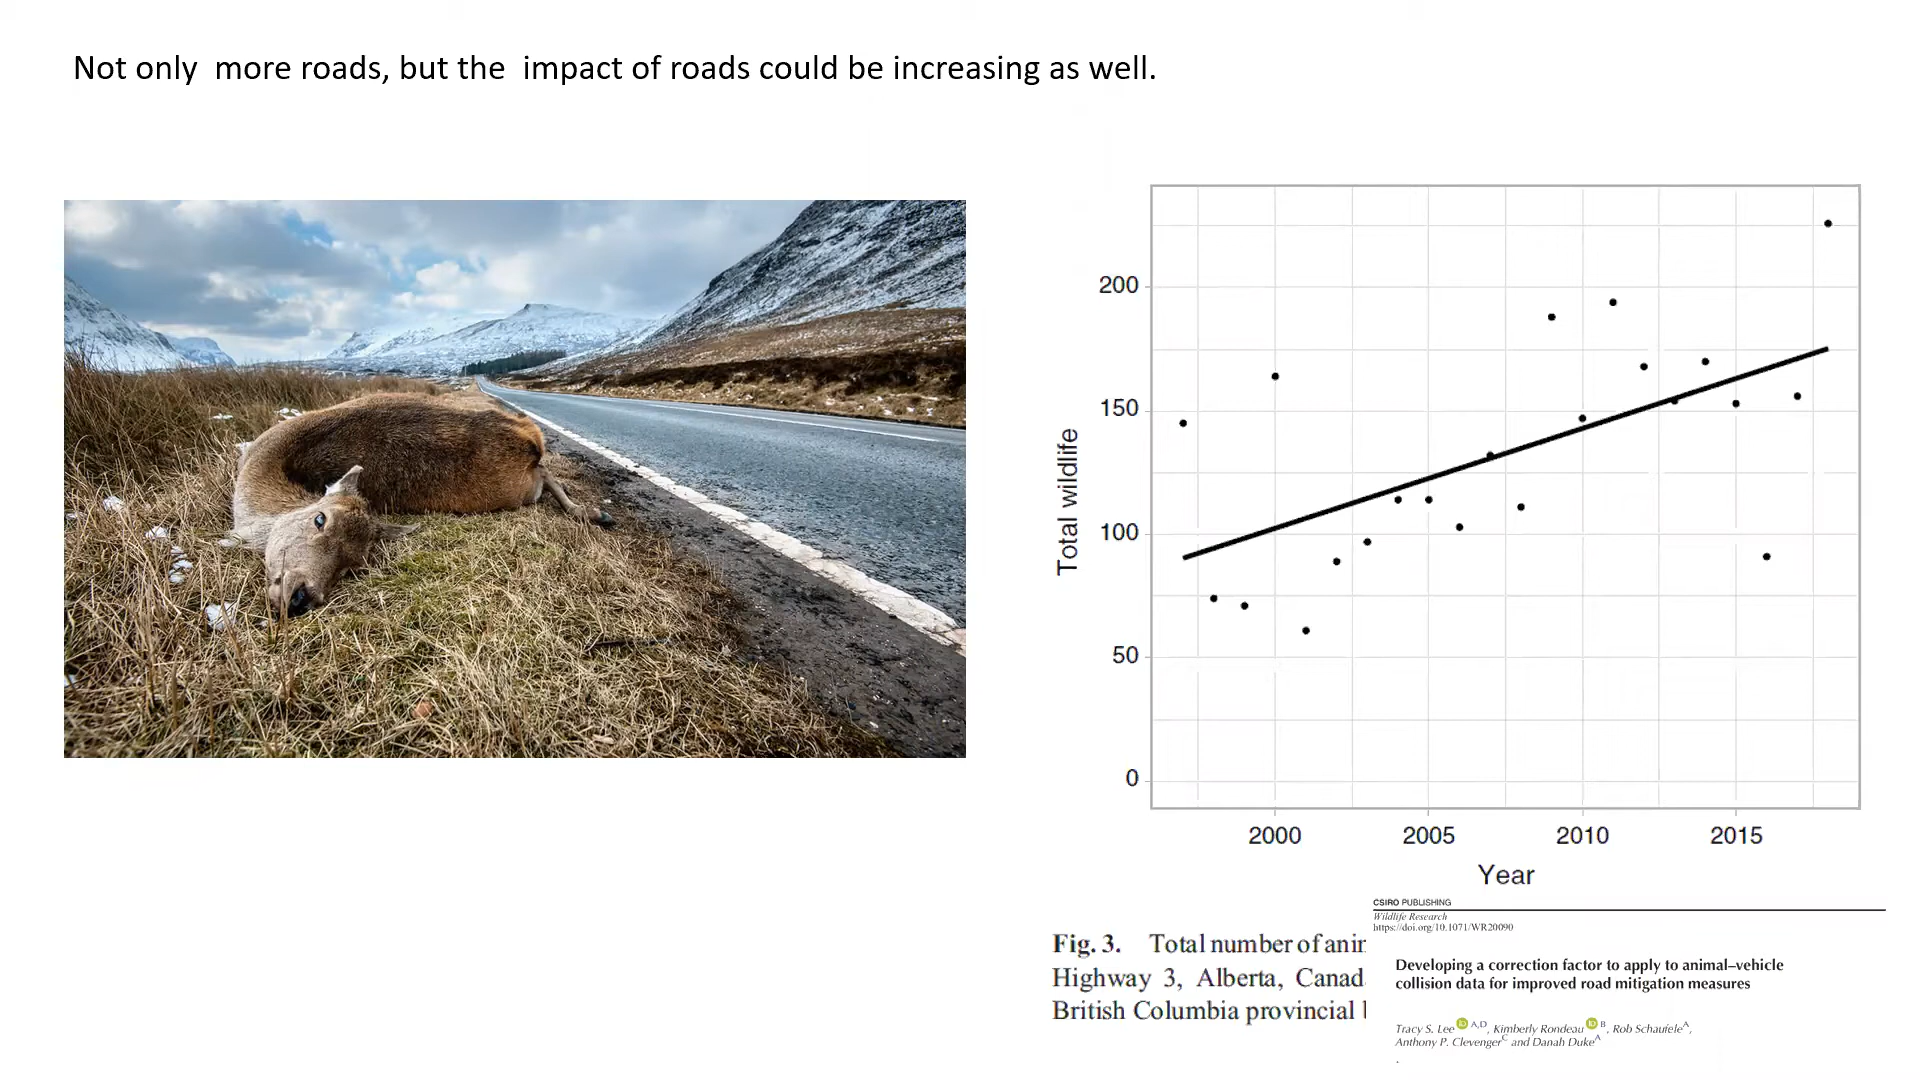 Not only  more roads, but the  impact of roads could be increasing as well.
Total wildlife
200
150
100
50
0
2000 2005 2010 2015
Year
Fig. 3. Total number of
Highway 3, Alberta,
British Columbia provincial
CSIRO PUBLISHING
Wildlife Research
https://doi.org/10.1071/WR20090
Developing a correction factor to apply to animal–vehicle
collision data for improved road mitigation measures
Tracy S. Lee iD A,D, Kimberly Rondeau iD B, Rob Schaufele A,
Anthony P. Clevenger C and Danah Duke A
.